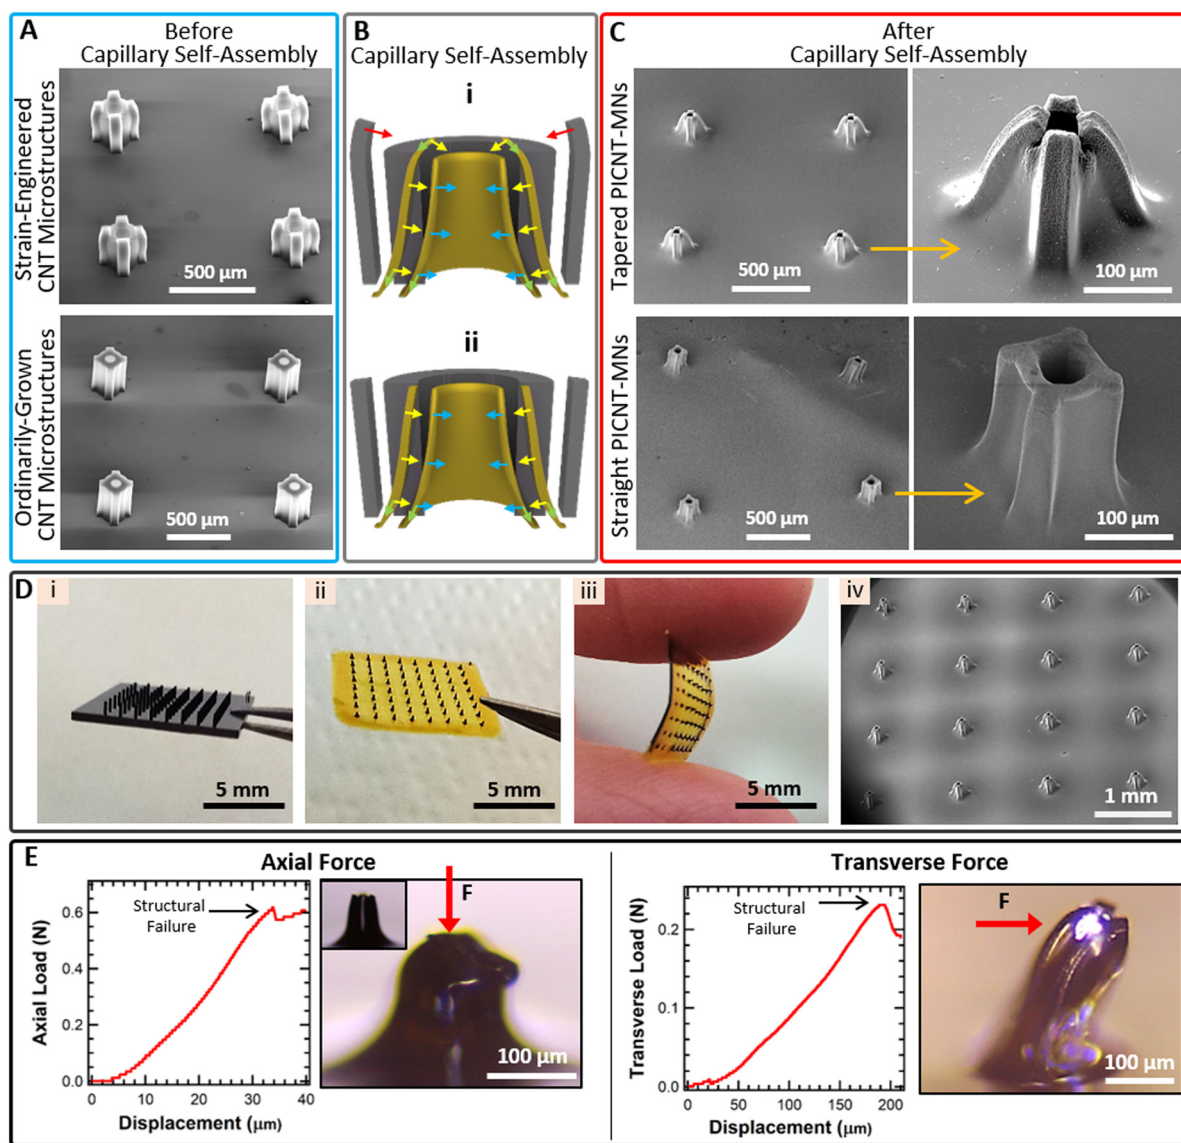 A
Before
Capillary Self-Assembly
Strain-Engineered
CNT Microstructures
500 µm
Ordinarily-Grown
CNT Microstructures
500 µm
B
Capillary Self-Assembly
i
ii
C
After
Capillary Self-Assembly
Tapered PICNT-MNs
500 µm
100 µm
Straight PICNT-MNs
500 µm
100 µm
D
i
5 mm
ii
5 mm
iii
5 mm
iv
1 mm
E
Axial Force
Axial Load (N)
0.6
0.4
0.2
0.0
Structural
Failure
0 10 20 30 40
Displacement (µm)
F
100 µm
Transverse Force
Transverse Load (N)
0.2
0.1
0.0
Structural
Failure
0 50 100 150 200
Displacement (µm)
F
100 µm